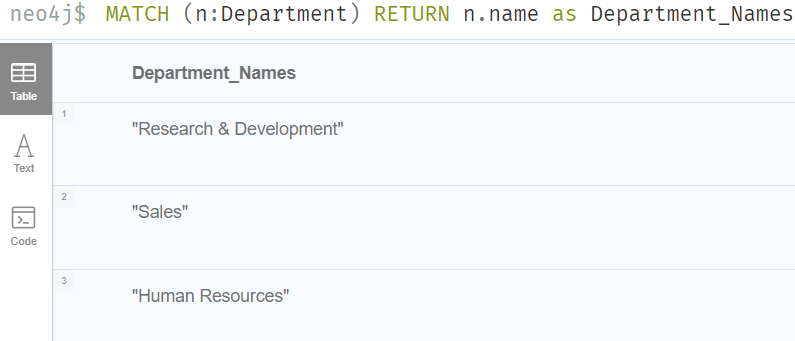 neo4j$ MATCH (n:Department) RETURN n.name as Department_Names
Table
Text
Code
Department_Names
1
"Research & Development"
2
"Sales"
3
"Human Resources"